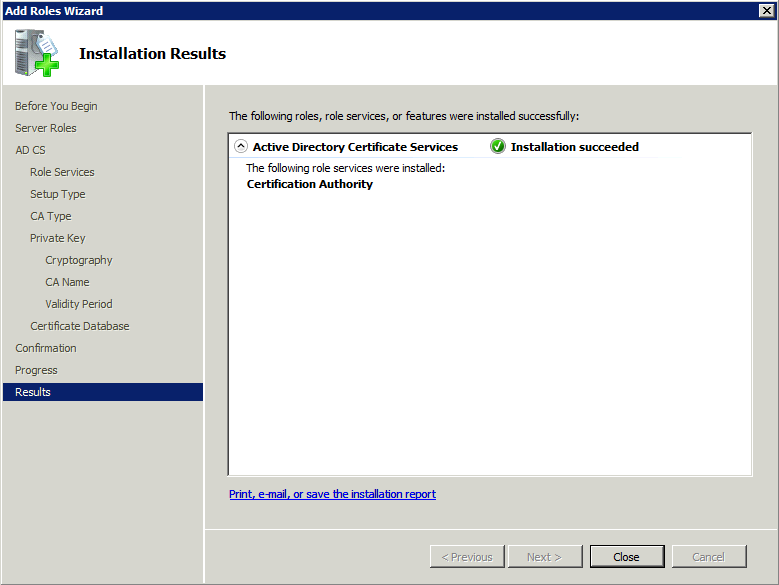 Add Roles Wizard
Installation Results
Before You Begin
Server Roles
AD CS
Role Services
Setup Type
CA Type
Private Key
Cryptography
CA Name
Validity Period
Certificate Database
Confirmation
Progress
Results
The following roles, role services, or features were installed successfully:
Active Directory Certificate Services Installation succeeded
The following role services were installed:
Certification Authority
Print, e-mail, or save the installation report
< Previous Next > Close Cancel